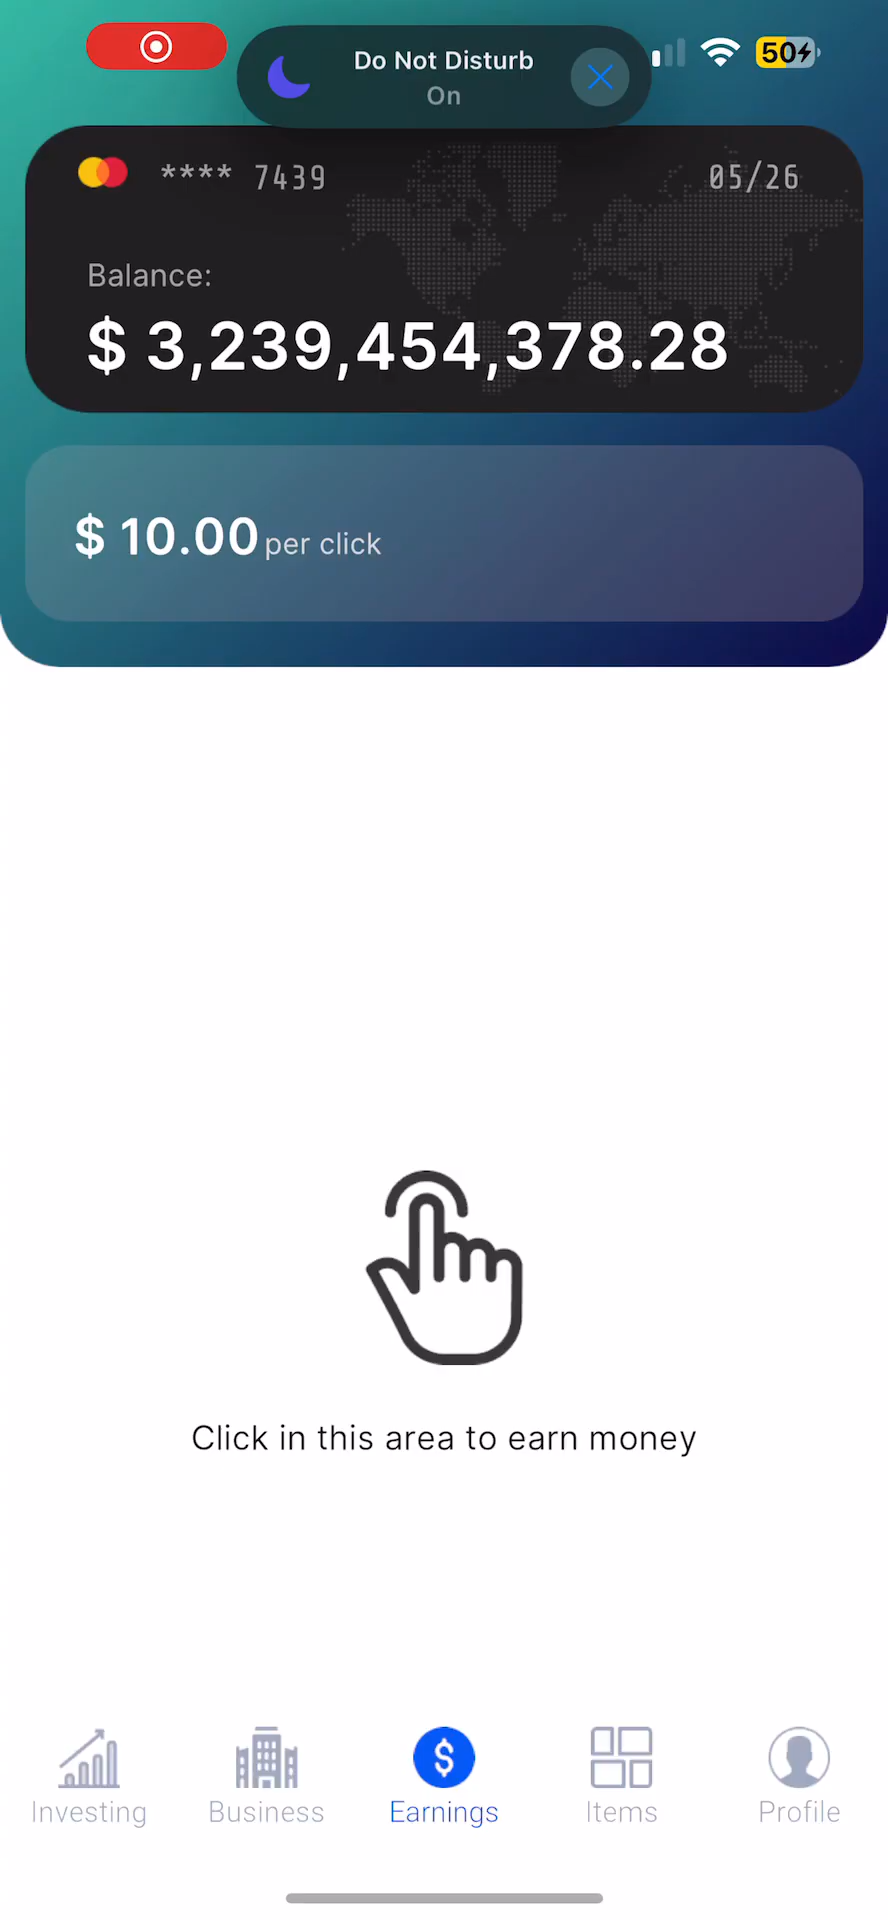 Do Not Disturb
On
50
**** 7439
05/26
Balance:
$ 3,239,454,378.28
$ 10.00 per click
Click in this area to earn money
Investing
Business
Earnings
Items
Profile